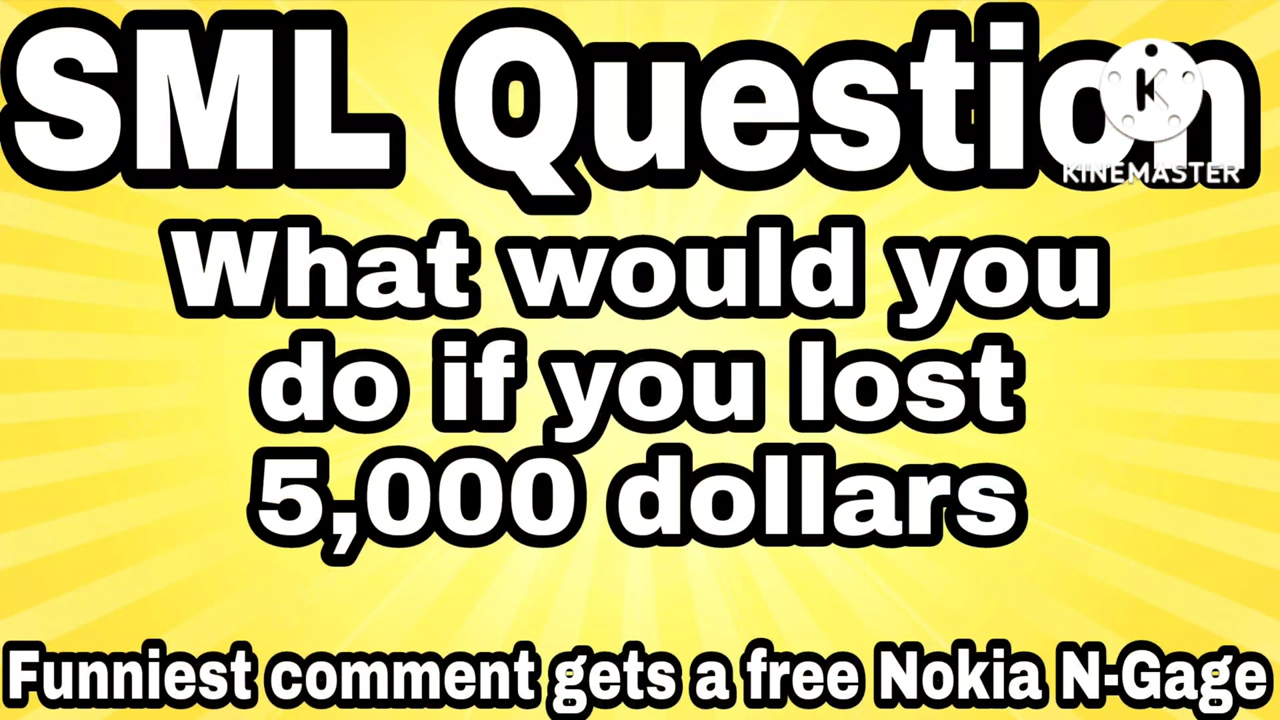 SML Question
K
KINEMASTER
What would you
do if you lost
5,000 dollars
Funniest comment gets a free Nokia N-Gage